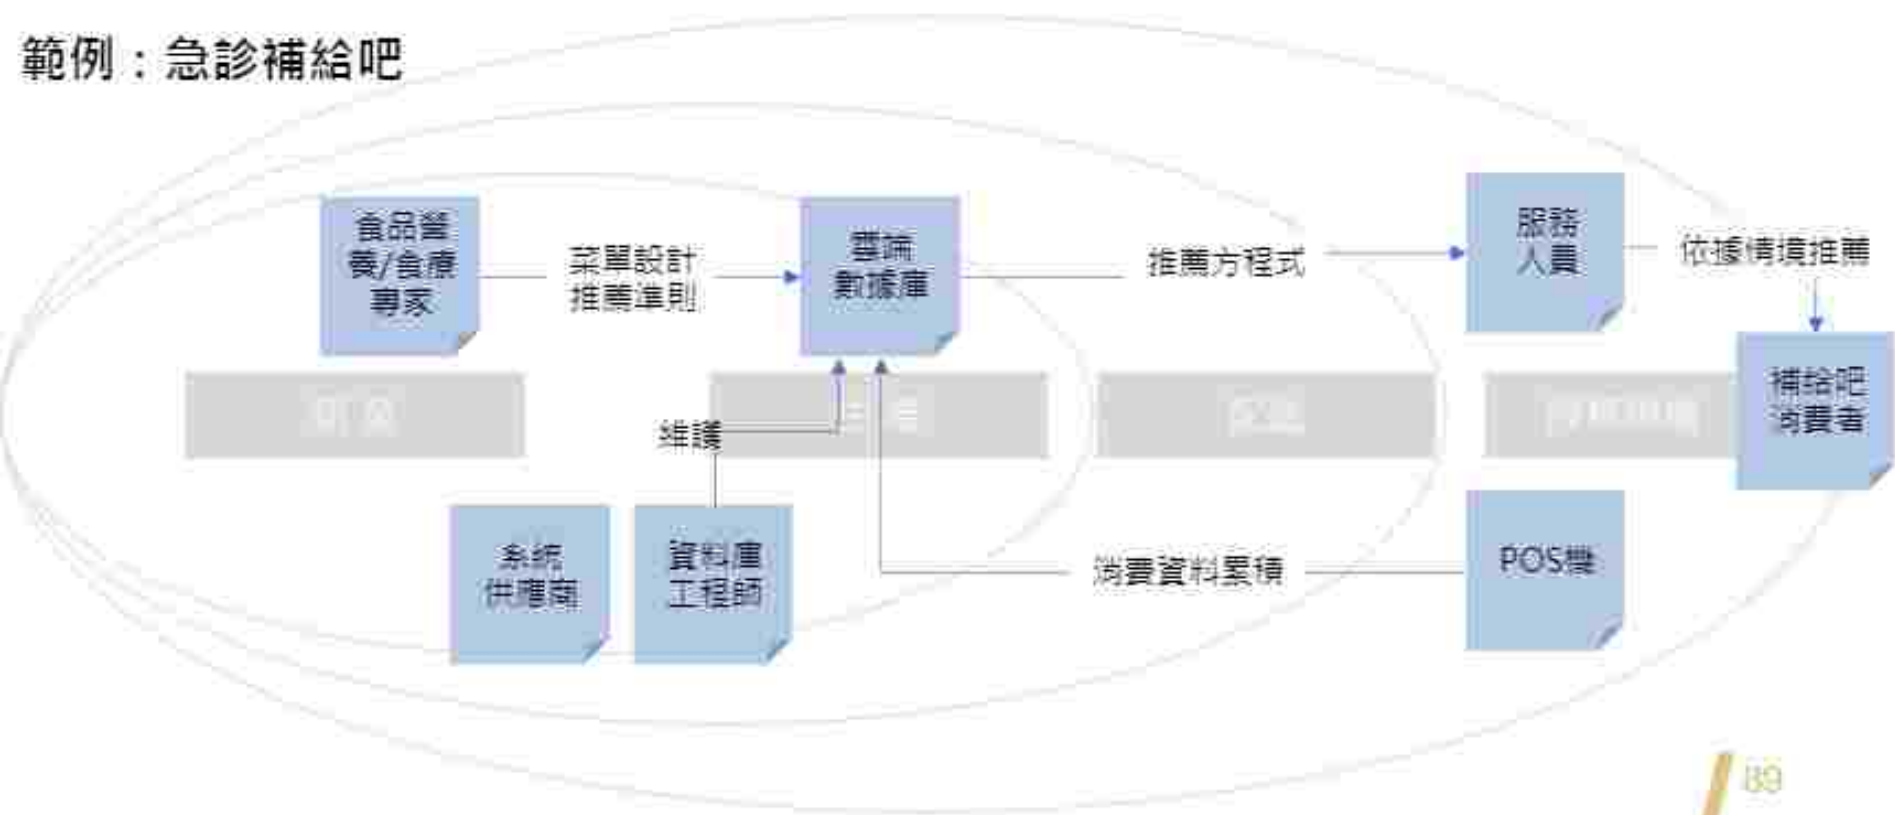 範例：急診補給吧
食品營
養/食療
專家
菜單設計
推薦準則
雲端
數據庫
推薦方程式
服務
人員
依據情境推薦
補給吧
消費者
維護
系統
供應商
資料庫
工程師
消費資料累積
POS機
89